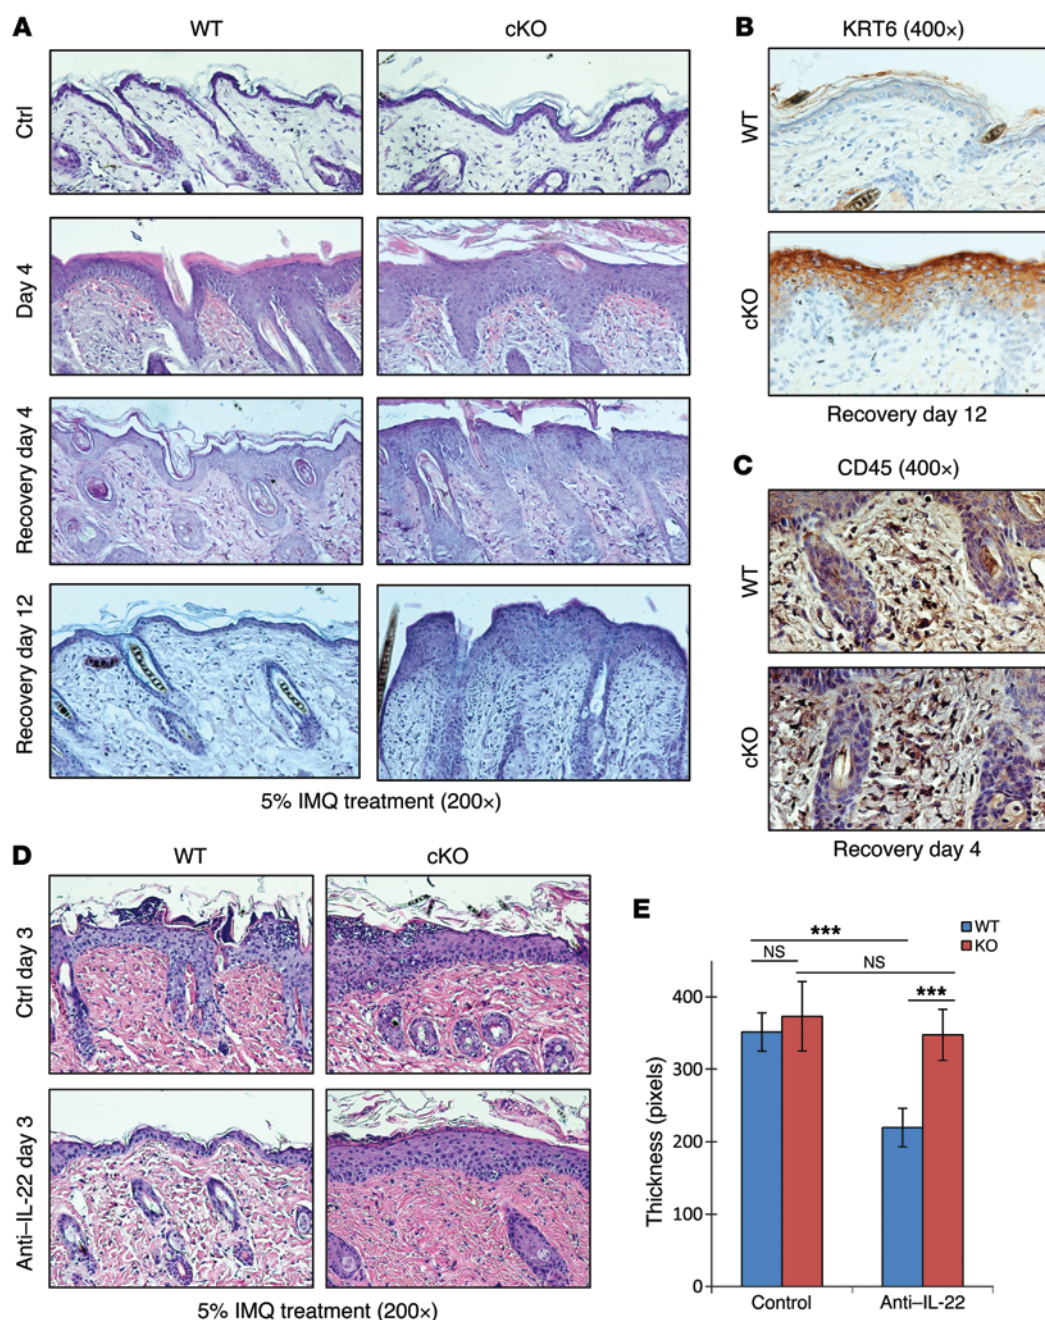 A
WT
cKO
Ctrl
Day 4
Recovery day 4
Recovery day 12
5% IMQ treatment (200×)
B
KRT6 (400×)
WT
cKO
Recovery day 12
C
CD45 (400×)
WT
cKO
Recovery day 4
D
WT
cKO
Ctrl day 3
Anti–IL-22 day 3
5% IMQ treatment (200×)
E
WT
KO
***
NS
NS
***
400
300
200
100
0
Thickness (pixels)
Control
Anti–IL-22